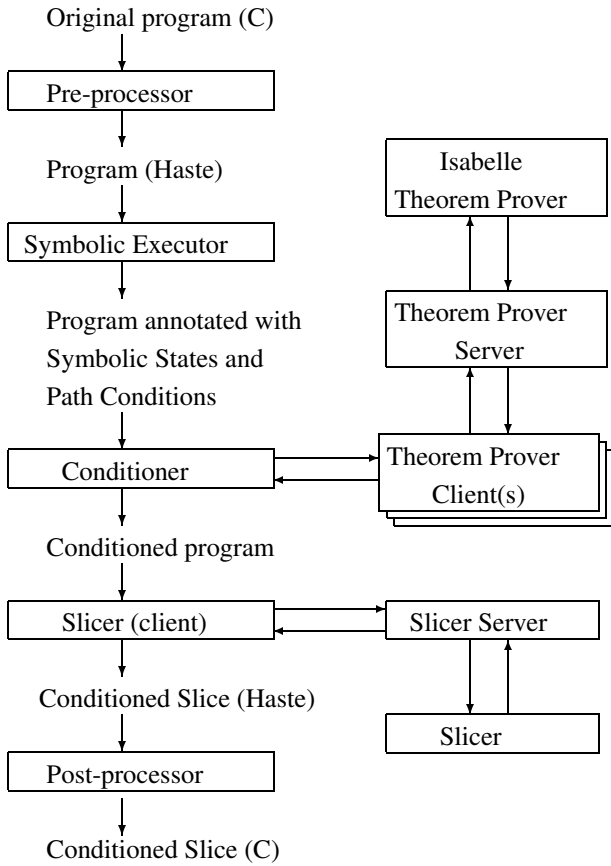 Original program (C)
Pre-processor
Program (Haste)
Symbolic Executor
Program annotated with
Symbolic States and
Path Conditions
Conditioner
Conditioned program
Slicer (client)
Conditioned Slice (Haste)
Post-processor
Conditioned Slice (C)
Isabelle
Theorem Prover
Theorem Prover
Server
Theorem Prover
Client(s)
Slicer Server
Slicer